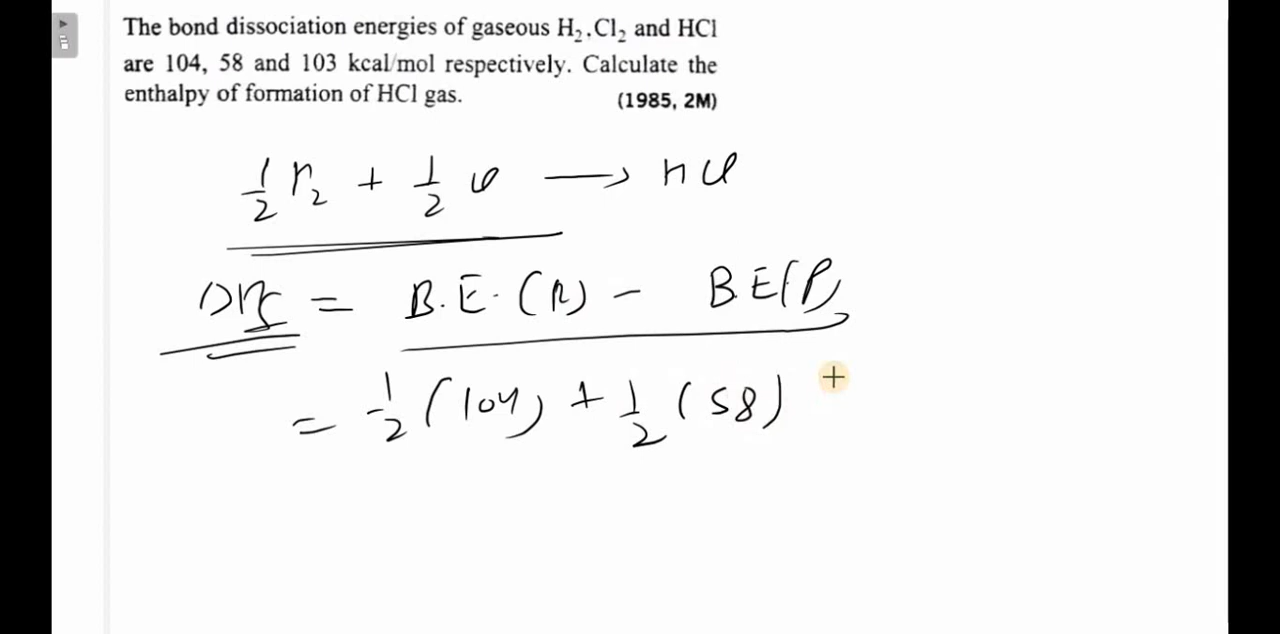 The bond dissociation energies of gaseous H₂, Cl₂ and HCl
are 104, 58 and 103 kcal/mol respectively. Calculate the
enthalpy of formation of HCl gas. (1985, 2M)
1/2 H₂ + 1/2 Cl → HCl
ΔHf = B.E. (R) – B.E(P)
= 1/2 (104) + 1/2 (58)